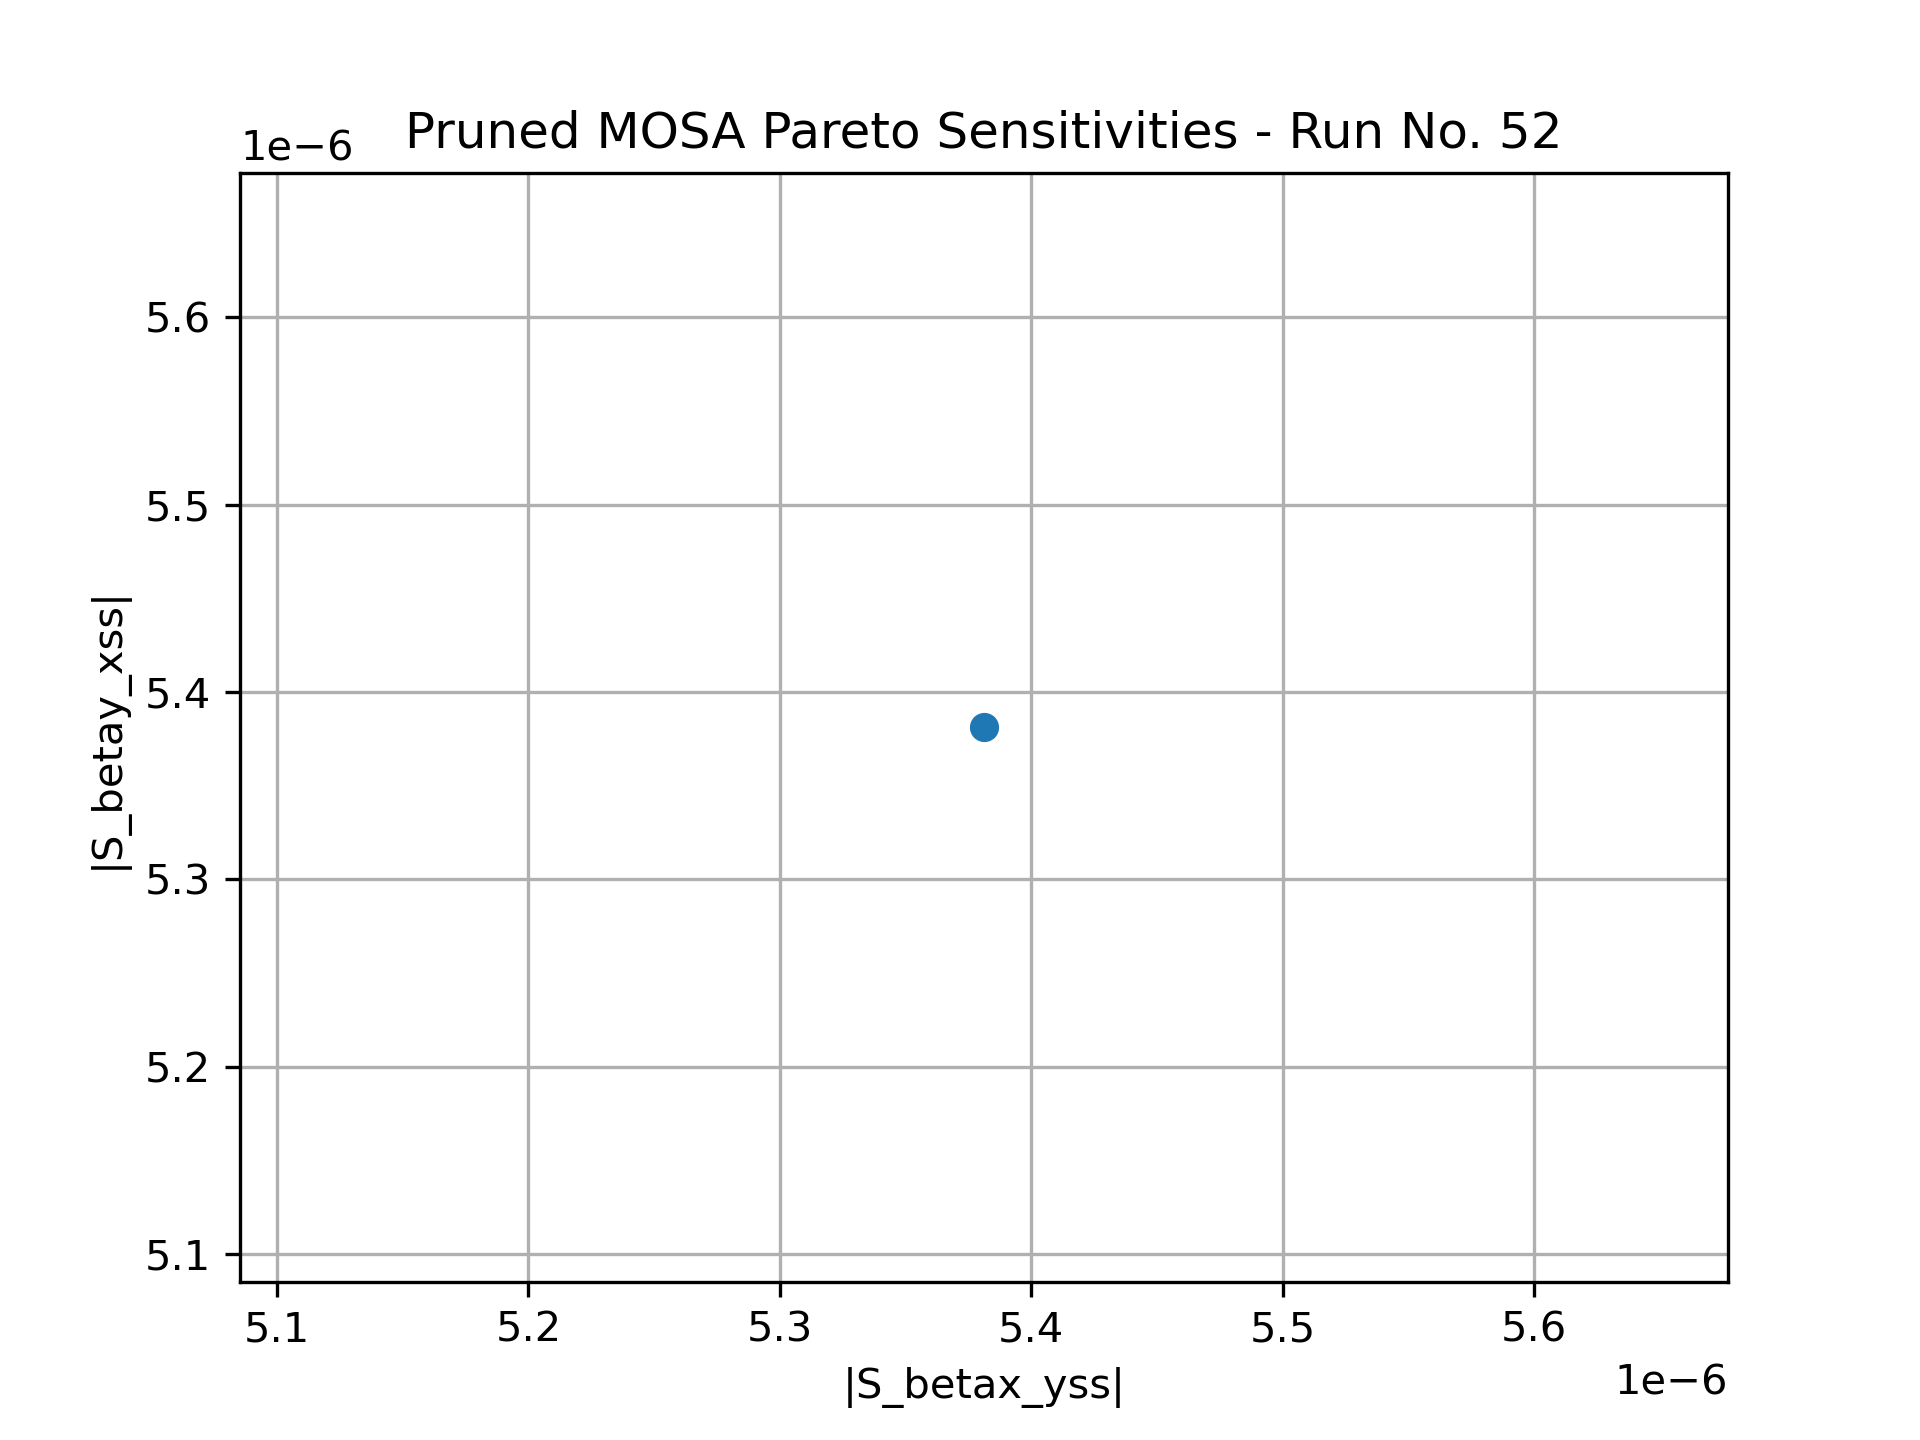 Pruned MOSA Pareto Sensitivities - Run No. 52
1e−6
5.6
5.5
5.4
5.3
5.2
5.1
|S_betay_xss|
5.1 5.2 5.3 5.4 5.5 5.6
1e−6
|S_betax_yss|